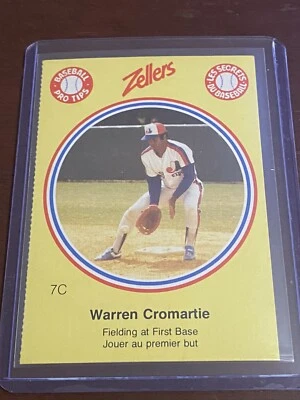 BASEBALL
PRO TIPS
Zellers
LES SECRETS
DU BASEBALL
7C
Warren Cromartie
Fielding at First Base
Jouer au premier but